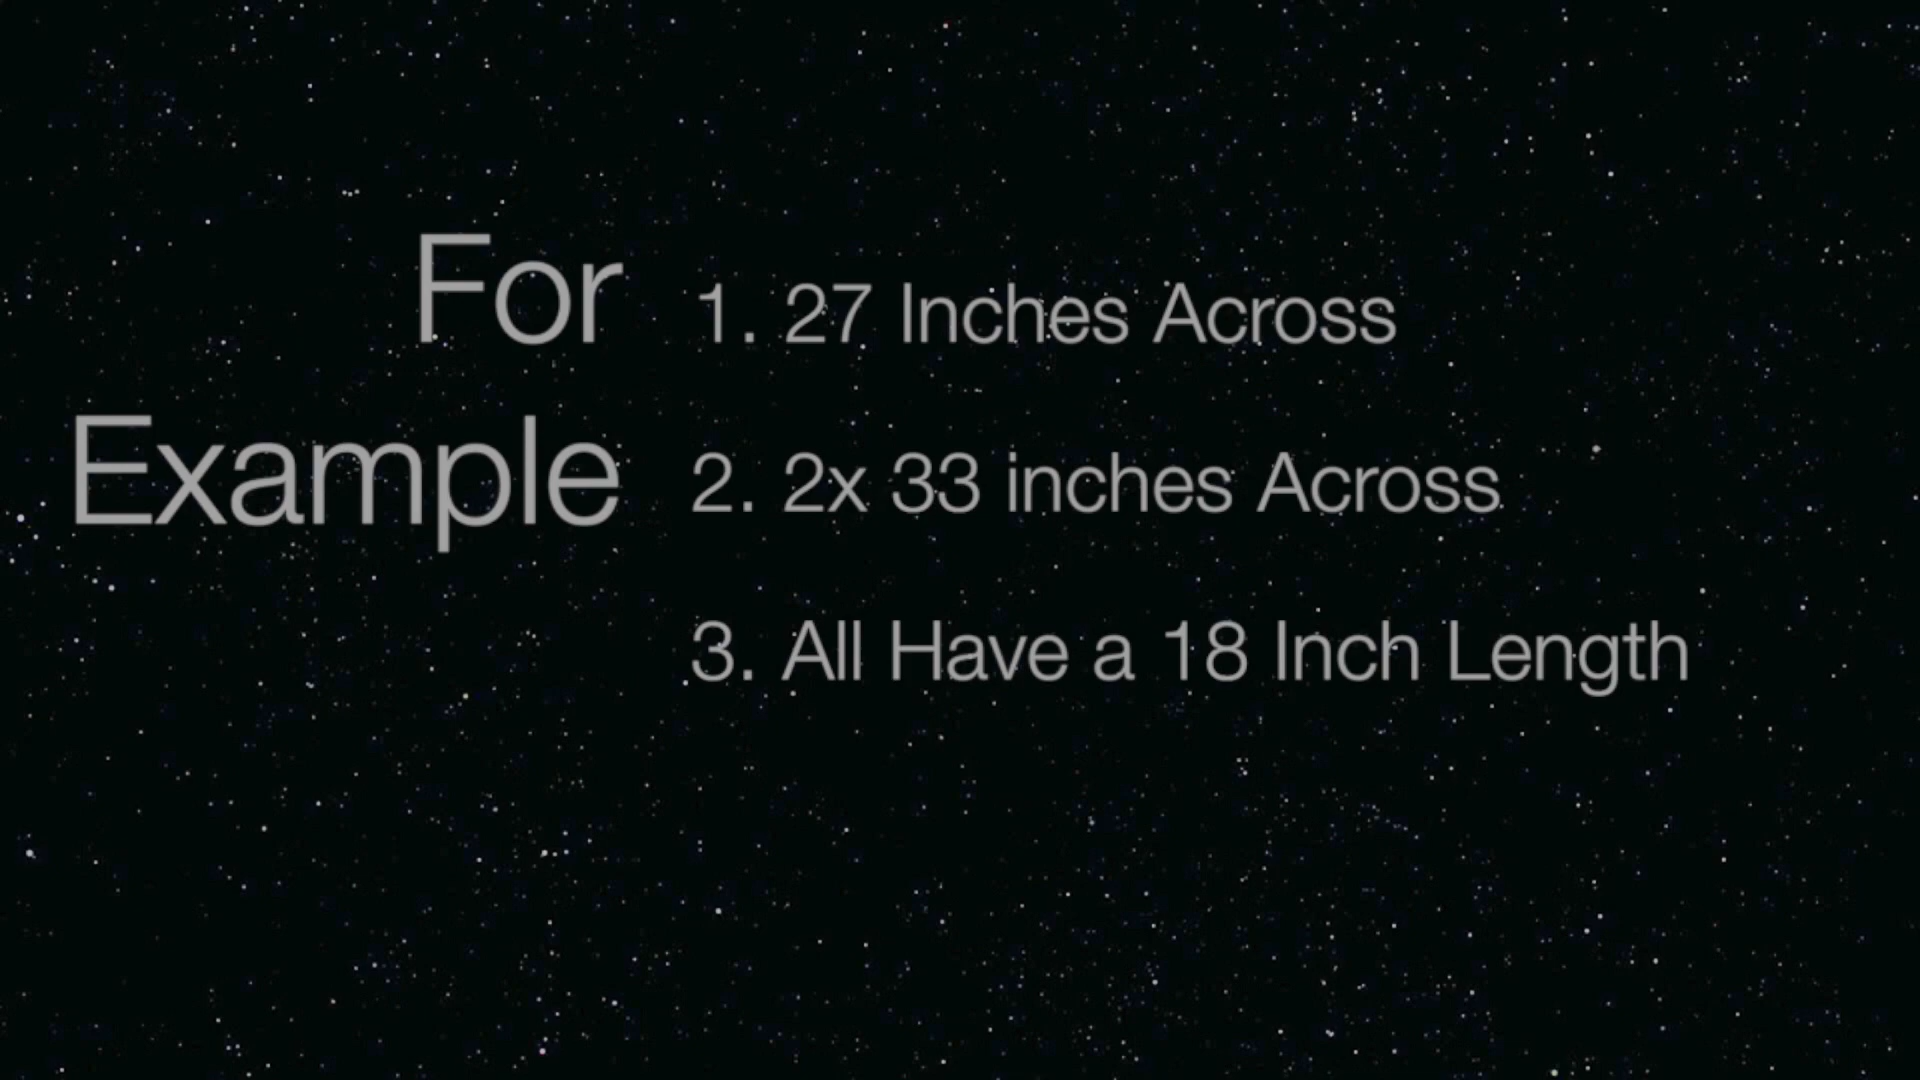 For
Example
1. 27 Inches Across
2. 2x 33 inches Across
3. All Have a 18 Inch Length